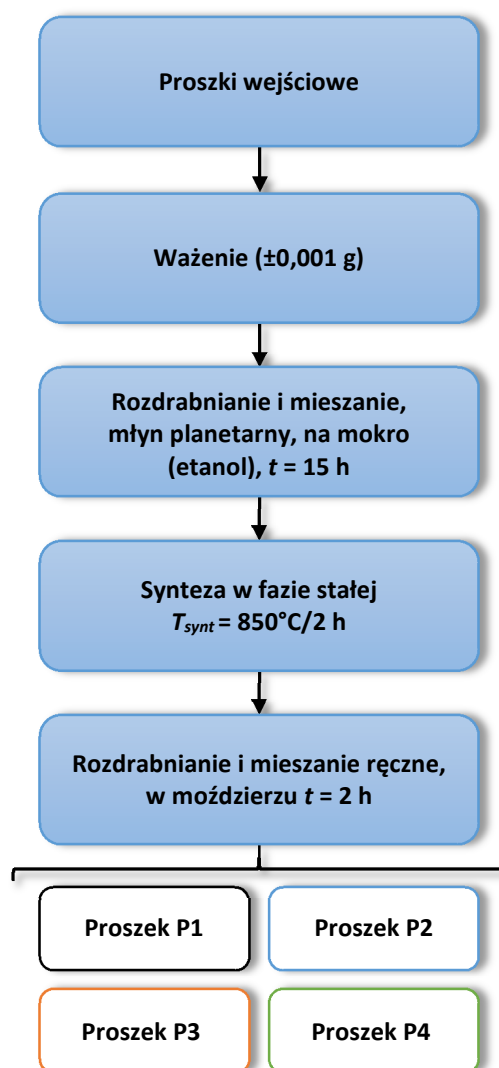 Proszki wejściowe
Ważenie (±0,001 g)
Rozdrabnianie i mieszanie,
młyn planetarny, na mokro
(etanol), t = 15 h
Synteza w fazie stałej
Tsynt = 850°C/2 h
Rozdrabnianie i mieszanie ręczne,
w moździerzu t = 2 h
Proszek P1
Proszek P2
Proszek P3
Proszek P4